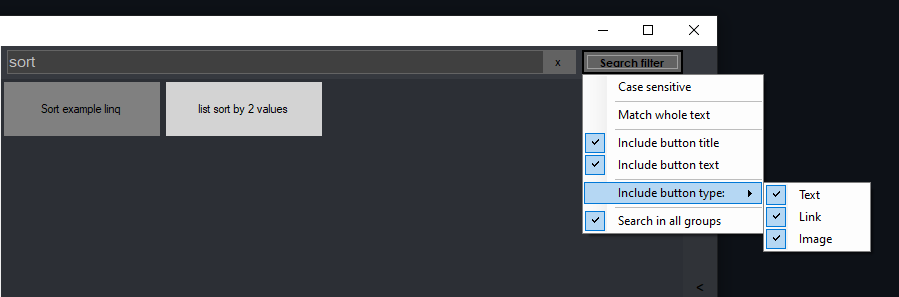 sort
x
Search filter
Sort example linq
list sort by 2 values
Case sensitive
Match whole text
Include button title
Include button text
Include button type:
Text
Link
Image
Search in all groups
<